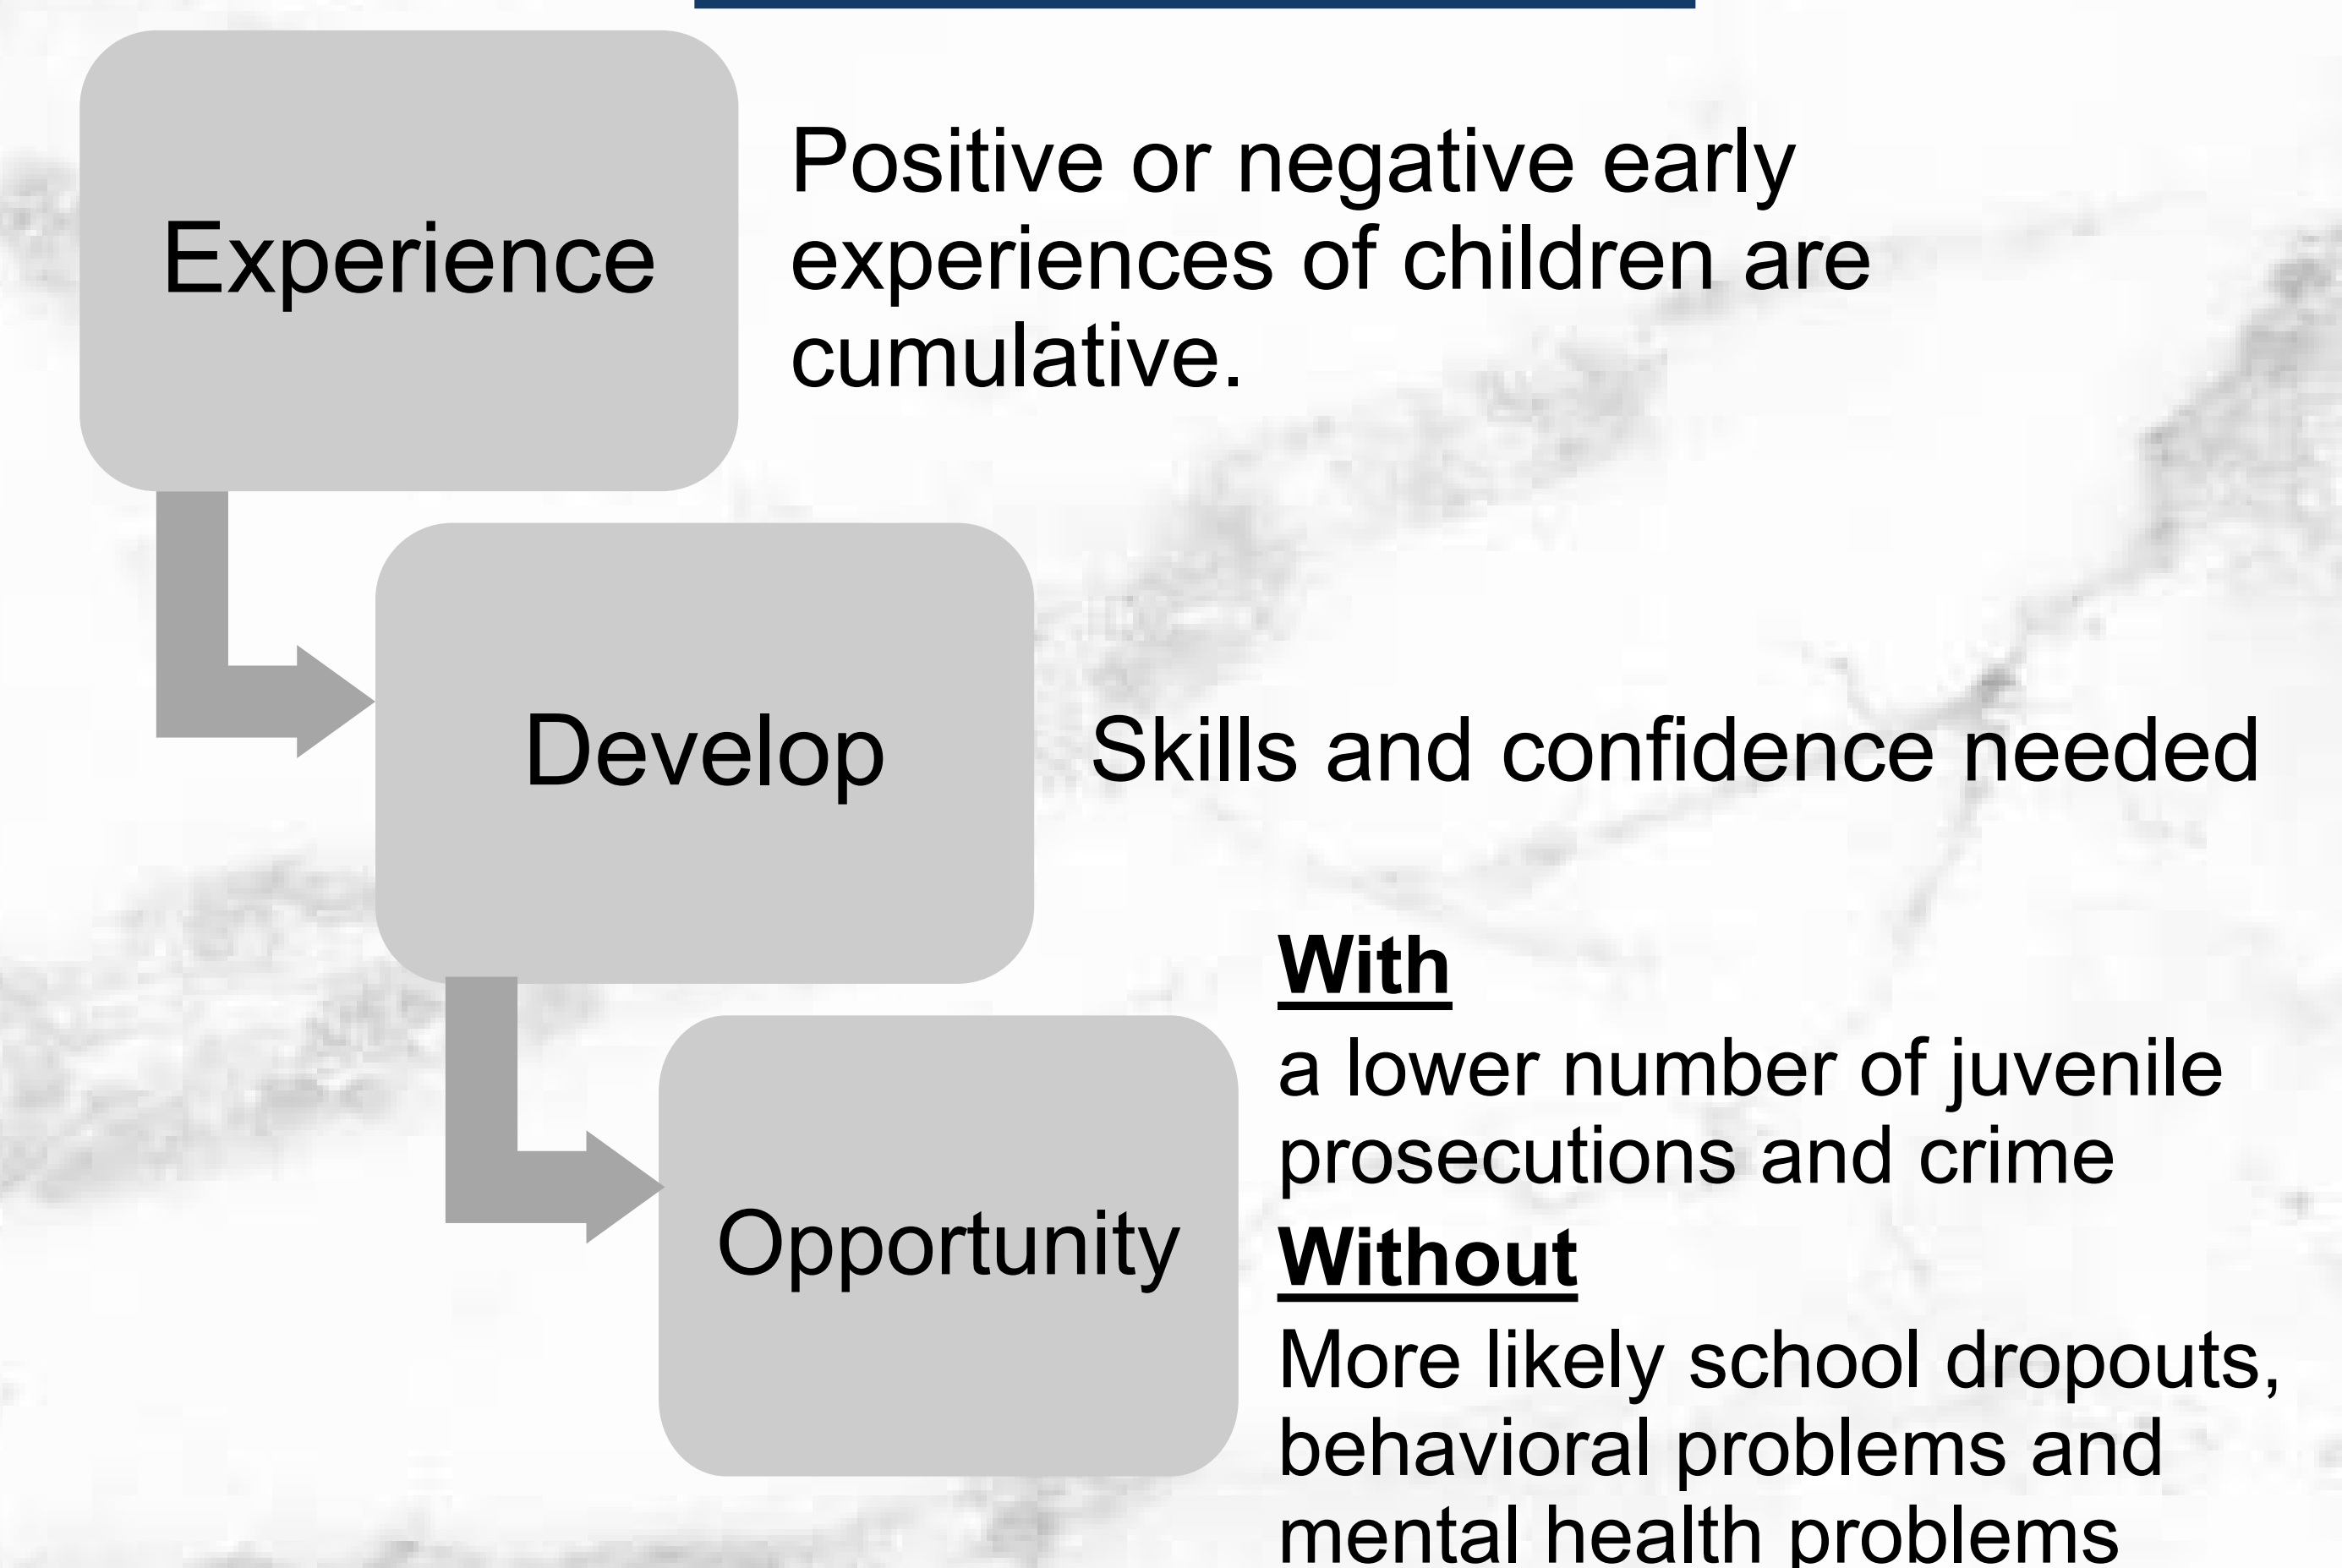 Experience
Positive or negative early
experiences of children are
cumulative.
Develop
Skills and confidence needed
Opportunity
With
a lower number of juvenile
prosecutions and crime
Without
More likely school dropouts,
behavioral problems and
mental health problems